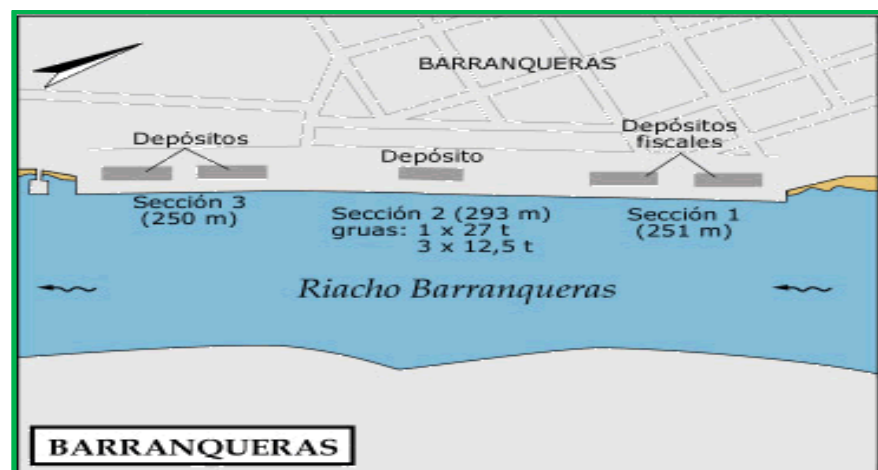 BARRANQUERAS
Depósitos
Depósito
Depósitos
fiscales
Sección 3
(250 m)
Sección 2 (293 m)
gruas: 1 x 27 t
3 x 12,5 t
Sección 1
(251 m)
Riacho Barranqueras
BARRANQUERAS